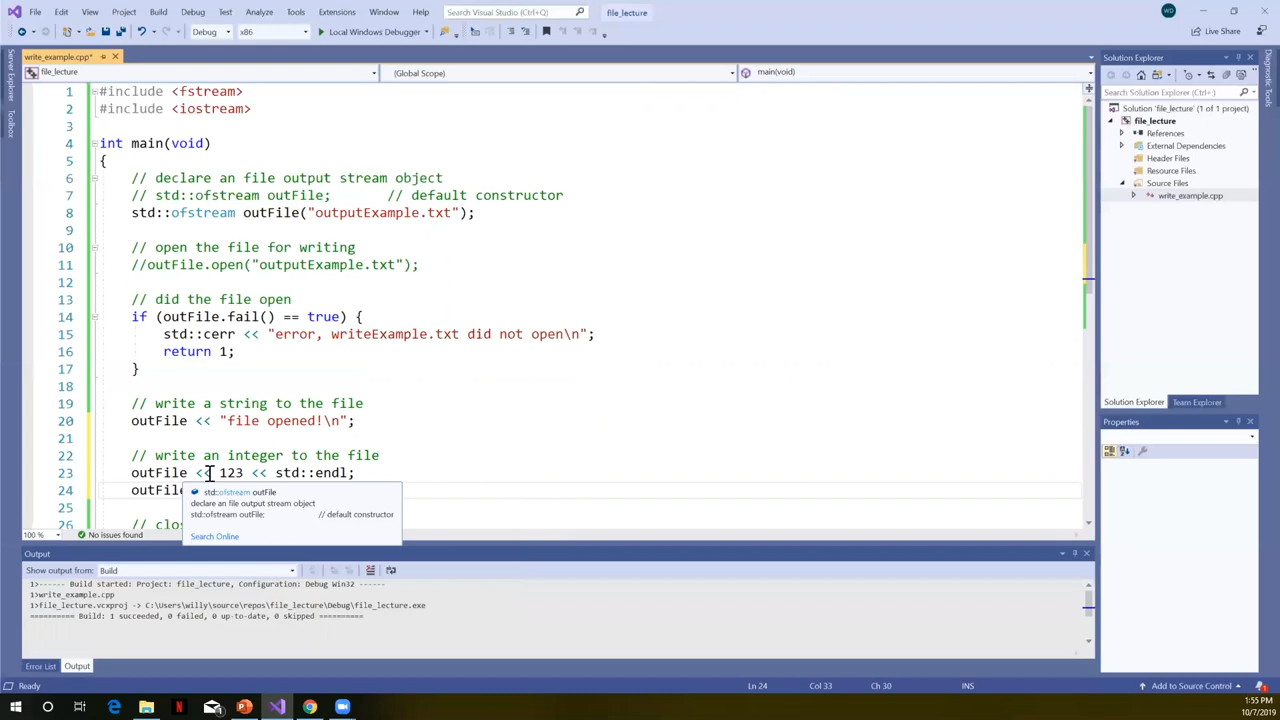 File Edit View Project Build Debug Test Analyze Tools Extensions Window Help Search Visual Studio (Ctrl+Q) file_lecture WD
Debug x86 Local Windows Debugger Live Share
write_example.cpp*
file_lecture (Global Scope) main(void)
Server Explorer
Toolbox
1 #include <fstream>
2 #include <iostream>
3
4 int main(void)
5 {
6 // declare an file output stream object
7 // std::ofstream outFile; // default constructor
8 std::ofstream outFile("outputExample.txt");
9
10 // open the file for writing
11 //outFile.open("outputExample.txt");
12
13 // did the file open
14 if (outFile.fail() == true) {
15 std::cerr << "error, writeExample.txt did not open\n";
16 return 1;
17 }
18
19 // write a string to the file
20 outFile << "file opened!\n";
21
22 // write an integer to the file
23 outFile << 123 << std::endl;
24 outFile
25
26 // clos
std::ofstream outFile
declare an file output stream object
std::ofstream outFile; // default constructor
Search Online
100 % No issues found
Output
Show output from: Build
1>------ Build started: Project: file_lecture, Configuration: Debug Win32 ------
1>write_example.cpp
1>file_lecture.vcxproj -> C:\Users\willy\source\repos\file_lecture\Debug\file_lecture.exe
========== Build: 1 succeeded, 0 failed, 0 up-to-date, 0 skipped ==========
Error List Output
Solution Explorer
Search Solution Explorer (Ctrl+;)
Solution 'file_lecture' (1 of 1 project)
file_lecture
References
External Dependencies
Header Files
Resource Files
Source Files
write_example.cpp
Solution Explorer Team Explorer
Properties
Diagnostic Tools
Ready Ln 24 Col 33 Ch 30 INS Add to Source Control 1
1:55 PM
10/7/2019